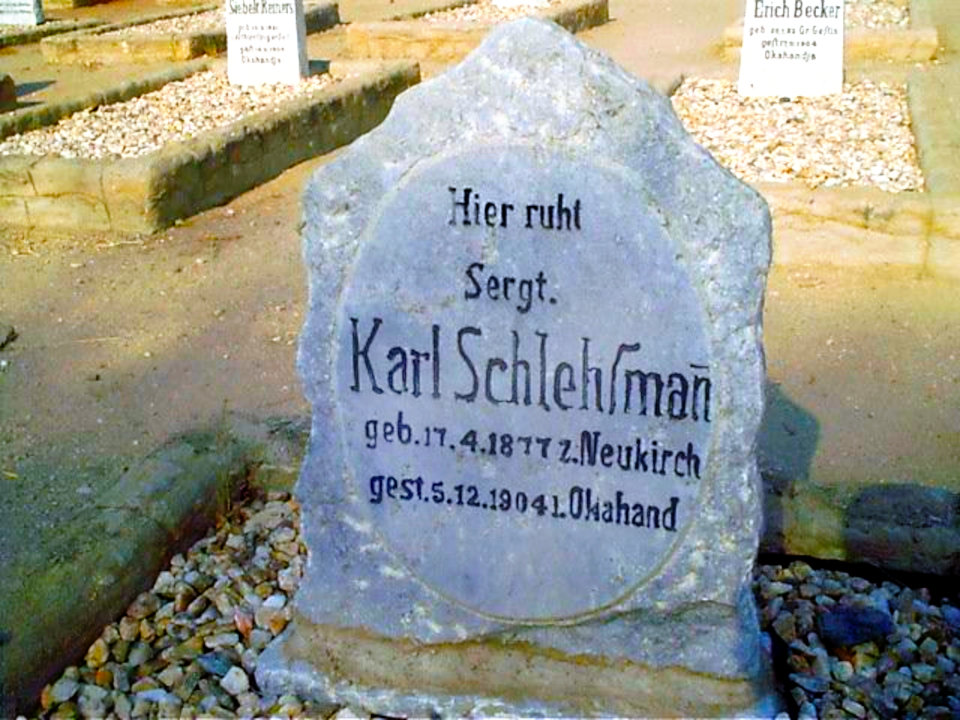 Hier ruht
Sergt.
Karl Schlehſman̄
geb. 17.4.1877 z. Neukirch
gest. 5.12.1904 i. Okahand
Erich Becker
Okahandja
Okahandja